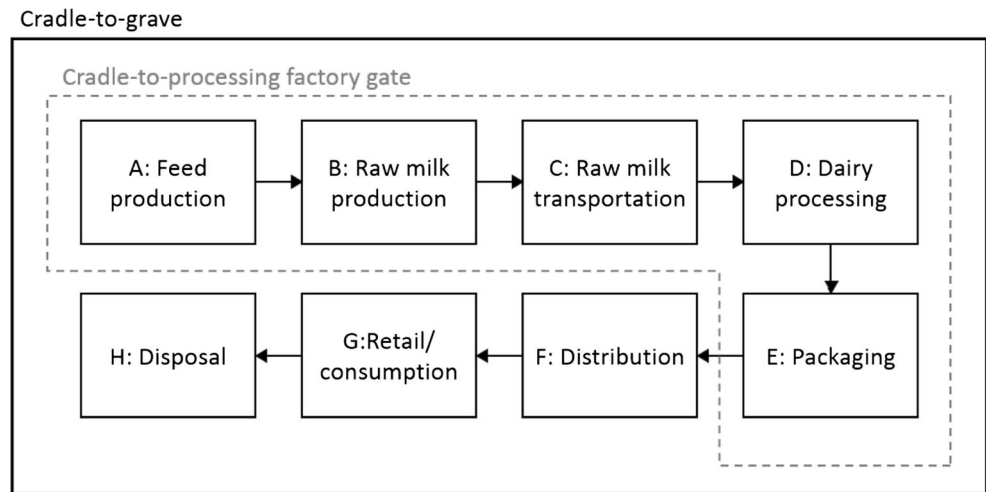 Cradle-to-grave
Cradle-to-processing factory gate
A: Feed
production
B: Raw milk
production
C: Raw milk
transportation
D: Dairy
processing
H: Disposal
G:Retail/
consumption
F: Distribution
E: Packaging